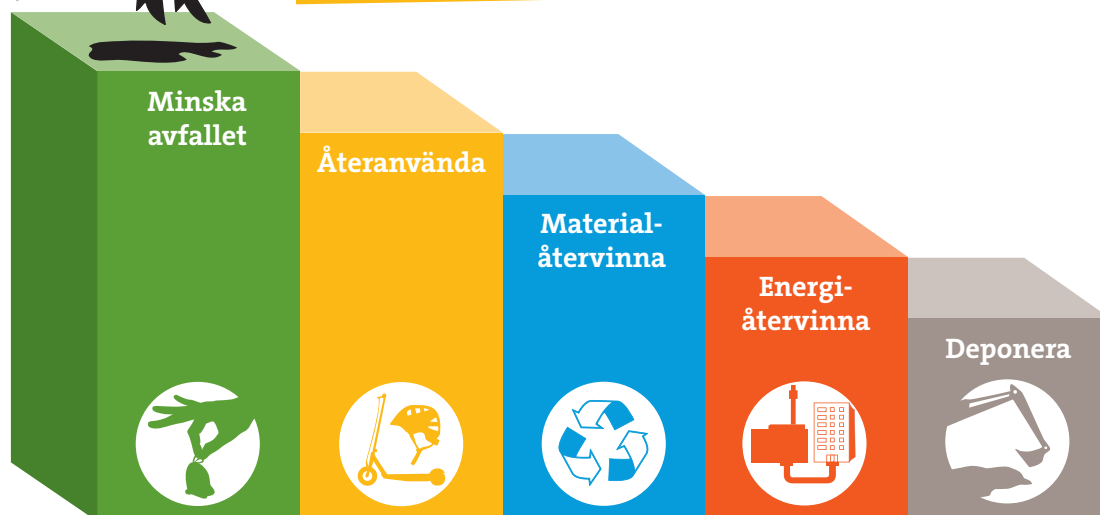 Minska
avfallet
Återanvända
Material-
återvinna
Energi-
återvinna
Deponera